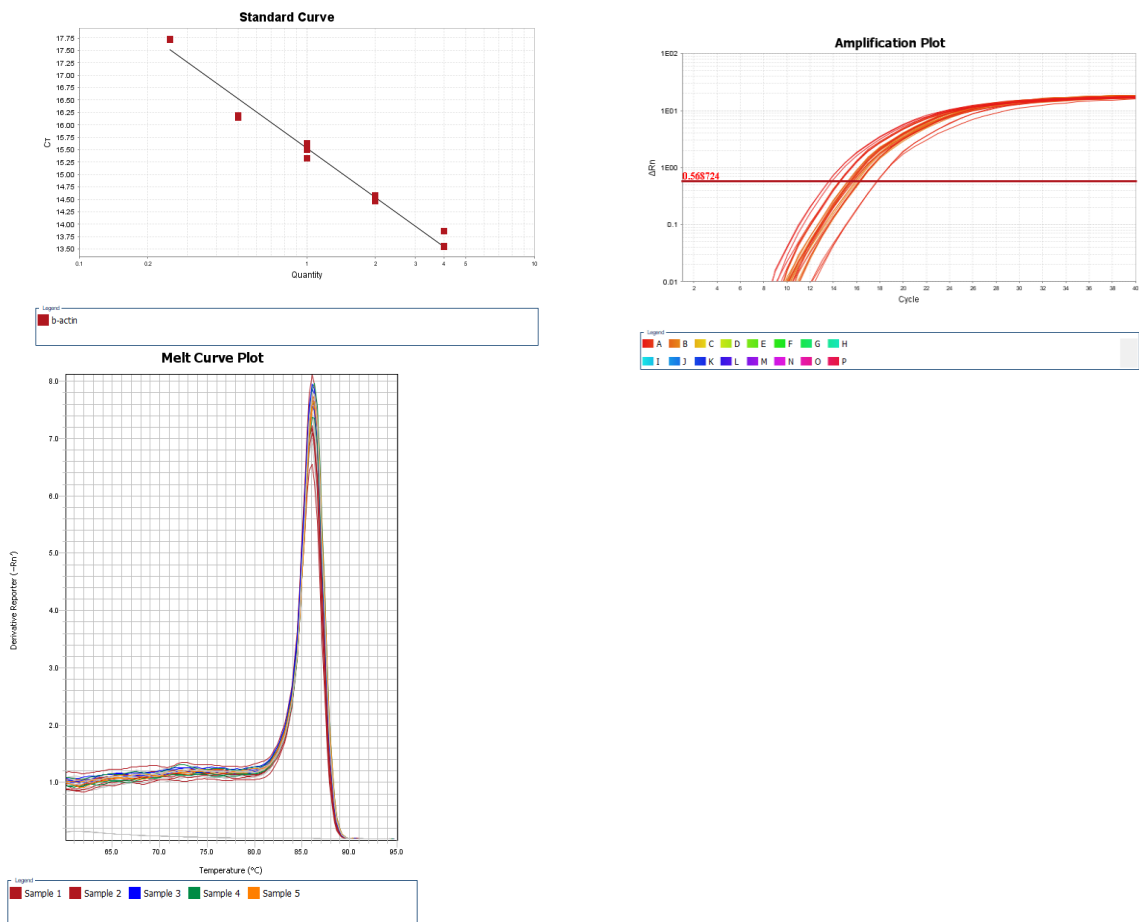 Standard Curve
17.75
17.50
17.25
17.00
16.75
16.50
16.25
16.00
15.75
15.50
15.25
15.00
14.75
14.50
14.25
14.00
13.75
13.50
CT
0.1 0.2 1 2 3 4 5 10
Quantity
Legend
b-actin
Amplification Plot
1E02
1E01
1E00
0.1
0.01
ΔRn
0.568724
2 4 6 8 10 12 14 16 18 20 22 24 26 28 30 32 34 36 38 40
Cycle
Legend
A B C D E F G H
I J K L M N O P
Melt Curve Plot
8.0
7.0
6.0
5.0
4.0
3.0
2.0
1.0
Derivative Reporter (-Rn')
65.0 70.0 75.0 80.0 85.0 90.0 95.0
Temperature (°C)
Legend
Sample 1 Sample 2 Sample 3 Sample 4 Sample 5